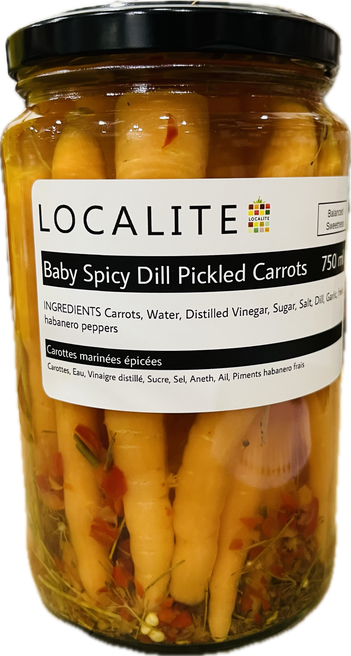 LOCALITE
LOCALITE
Balanced
Sweetness
Baby Spicy Dill Pickled Carrots 750 m
INGREDIENTS Carrots, Water, Distilled Vinegar, Sugar, Salt, Dill, Garlic, fresh
habanero peppers
Carottes marinées épicées
Carottes, Eau, Vinaigre distillé, Sucre, Sel, Aneth, Ail, Piments habanero frais